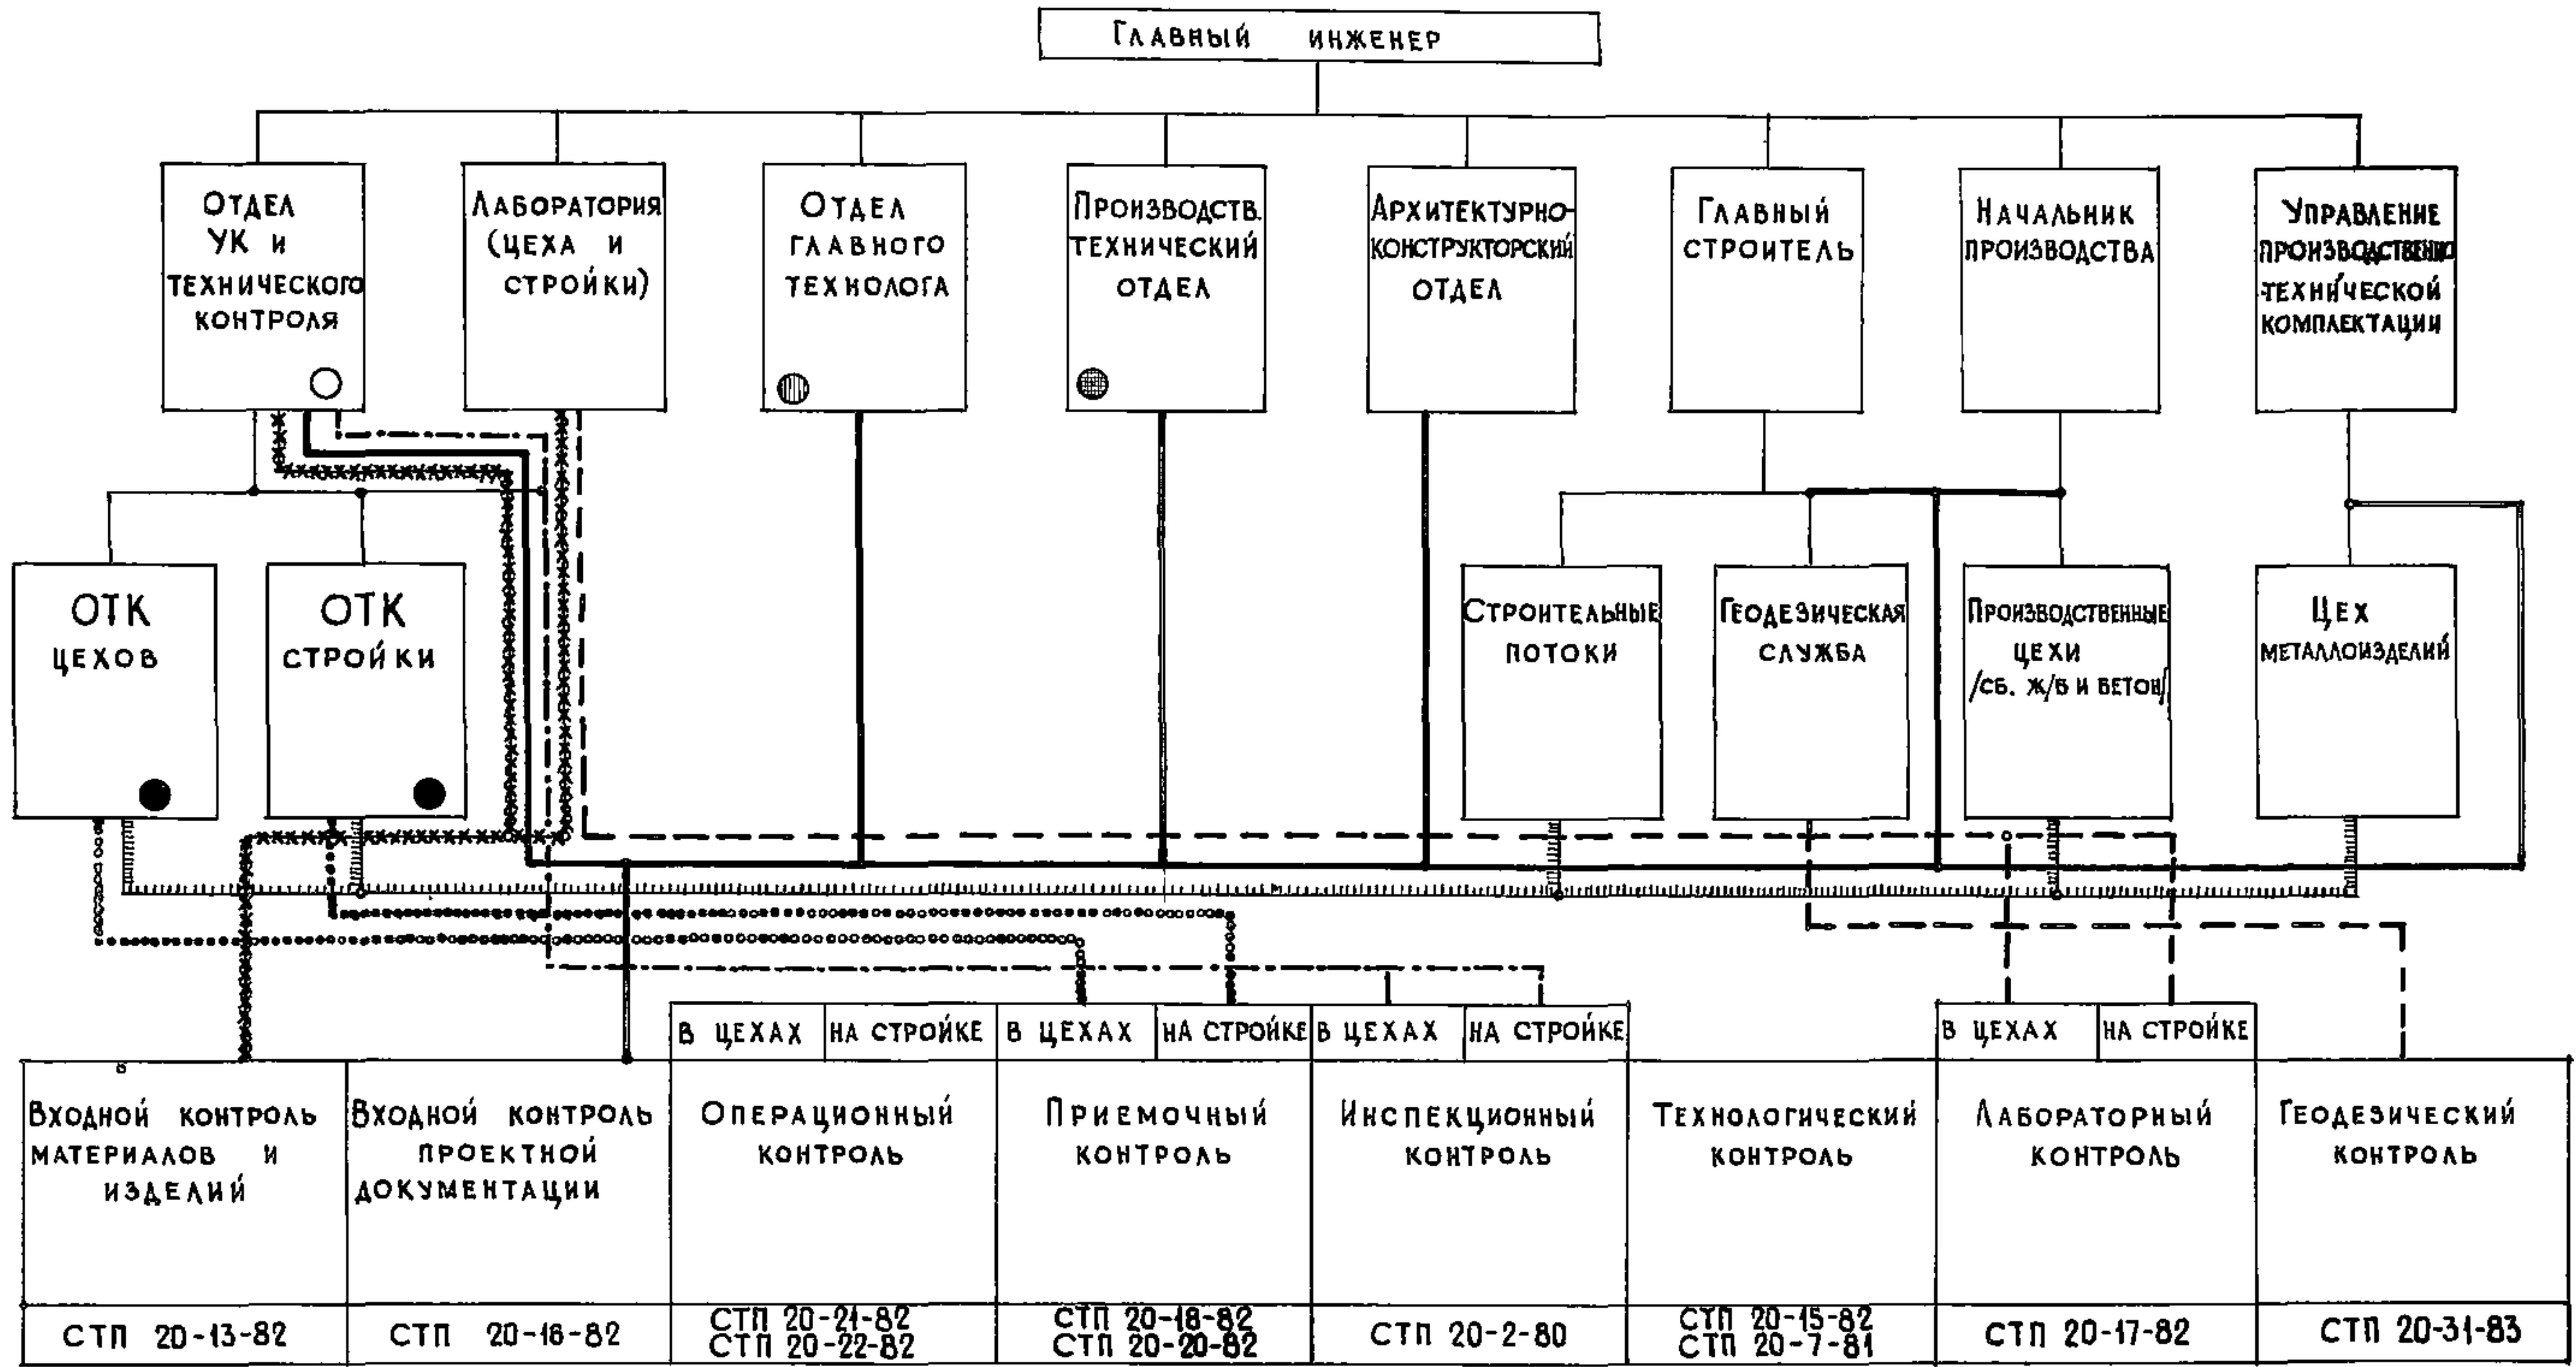 Главный инженер
Отдел
УК и
технического
контроля
Лаборатория
(цеха и
стройки)
Отдел
главного
технолога
Производств.
технический
отдел
Архитектурно-
конструкторский
отдел
Главный
строитель
Начальник
производства
Управление
производственно
технической
комплектации
ОТК
цехов
ОТК
стройки
Строительные
потоки
Геодезическая
служба
Производственные
цехи
/сб. ж/б и бетон/
Цех
металлоизделий
В цехах
На стройке
В цехах
На стройке
В цехах
На стройке
В цехах
На стройке
Входной контроль
материалов и
изделий
Входной контроль
проектной
документации
Операционный
контроль
Приемочный
контроль
Инспекционный
контроль
Технологический
контроль
Лабораторный
контроль
Геодезический
контроль
СТП 20-13-82
СТП 20-16-82
СТП 20-21-82
СТП 20-22-82
СТП 20-18-82
СТП 20-20-82
СТП 20-2-80
СТП 20-15-82
СТП 20-7-81
СТП 20-17-82
СТП 20-31-83